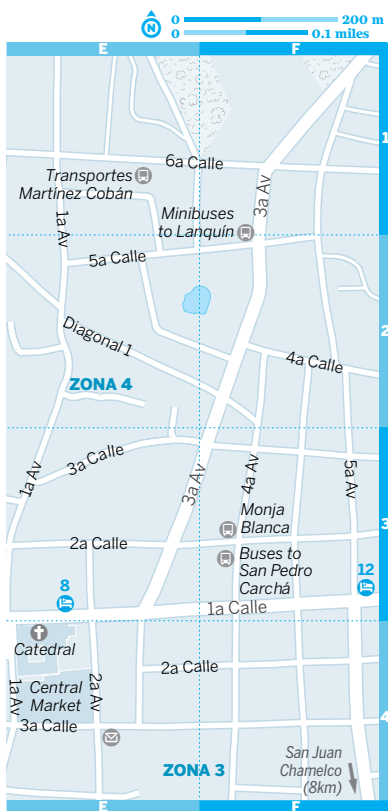 0 200 m
0 0.1 miles
N
E F
1
6a Calle
Transportes
Martínez Cobán
3a Av
1a Av
Minibuses
to Lanquín
5a Calle
2
Diagonal 1
4a Calle
ZONA 4
3a Calle
1a Av
3a Av
4a Av
5a Av
3
Monja
Blanca
2a Calle
Buses to
San Pedro
Carchá
8
12
1a Calle
Catedral
2a Calle
Central
Market
1a Av
2a Av
3a Calle
4
San Juan
Chamelco
(8km)
ZONA 3
E F